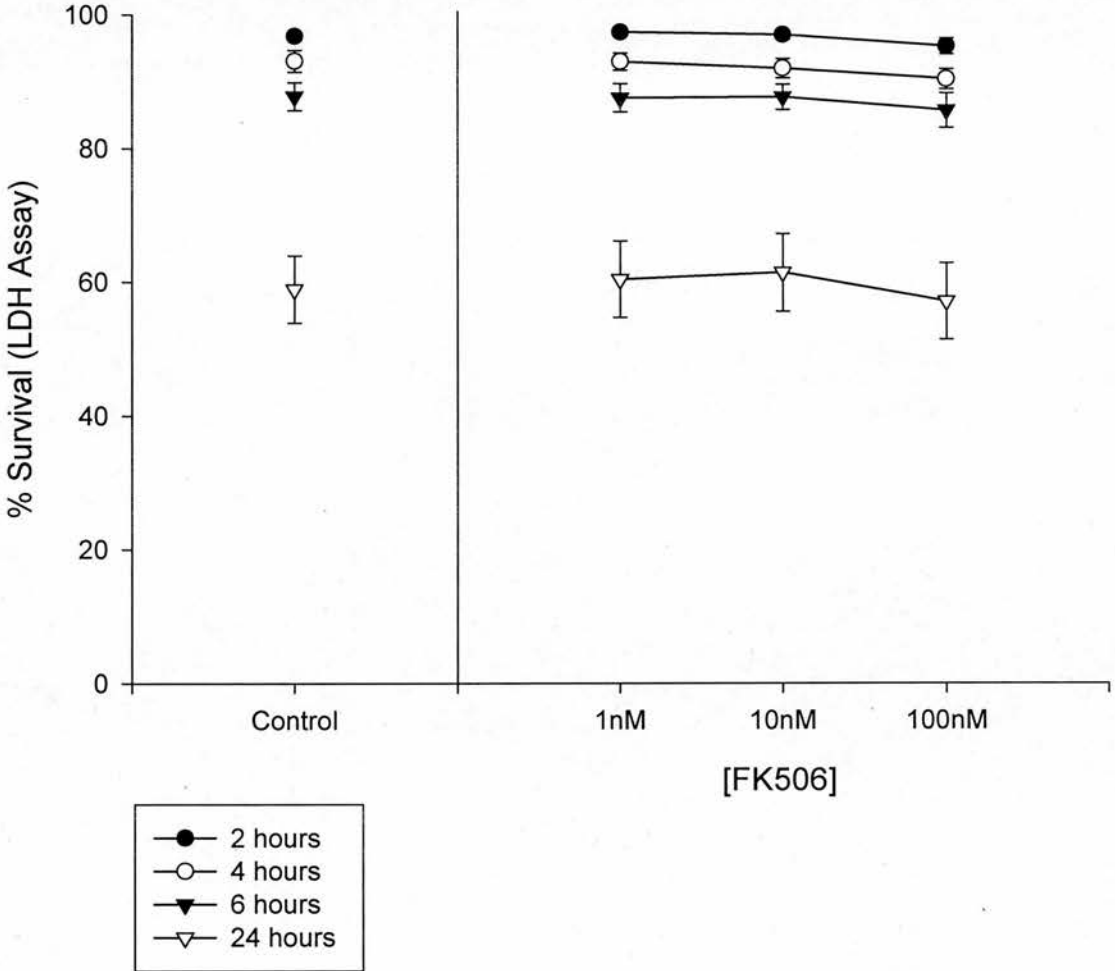 % Survival (LDH Assay)
100
80
60
40
20
0
Control
1nM
10nM
100nM
[FK506]
2 hours
4 hours
6 hours
24 hours